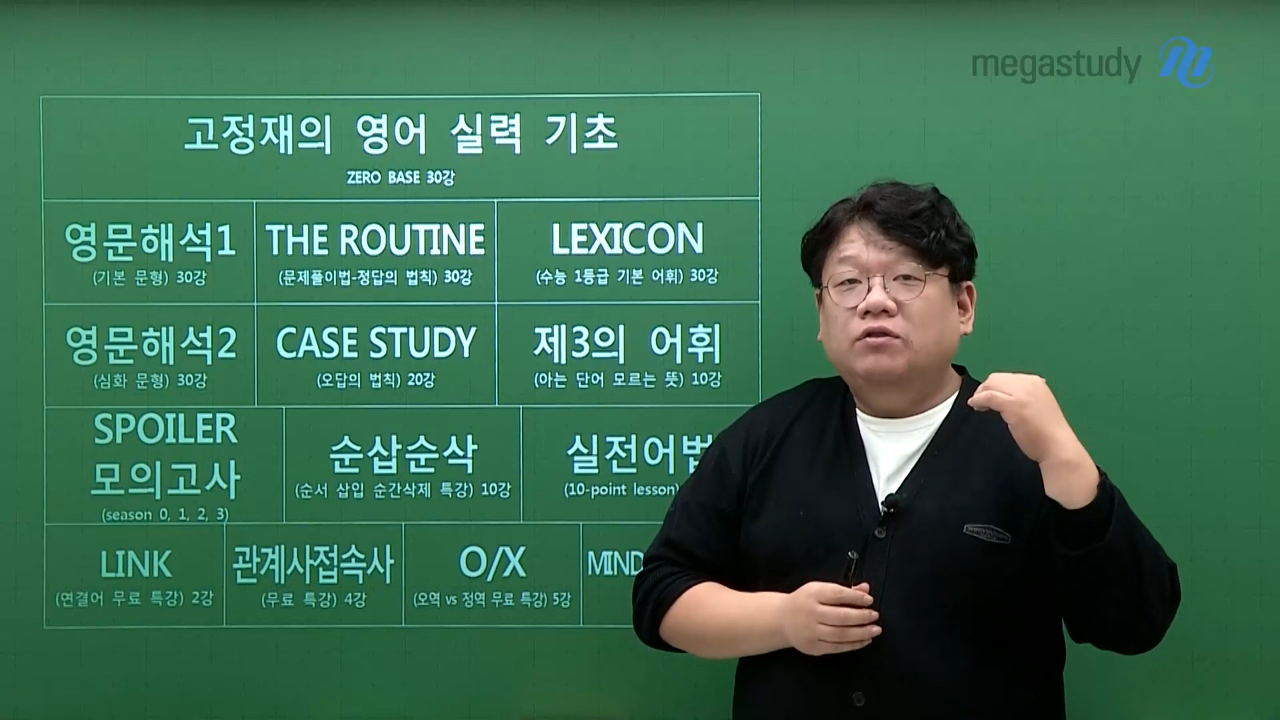 megastudy
고정재의 영어 실력 기초
ZERO BASE 30강
영문해석1
(기본 문형) 30강
THE ROUTINE
(문제풀이법-정답의 법칙) 30강
LEXICON
(수능 1등급 기본 어휘) 30강
영문해석2
(심화 문형) 30강
CASE STUDY
(오답의 법칙) 20강
제3의 어휘
(아는 단어 모르는 뜻) 10강
SPOILER
모의고사
(season 0, 1, 2, 3)
순삽순삭
(순서 삽입 순간삭제 특강) 10강
실전어법
(10-point lesson)
LINK
(연결어 무료 특강) 2강
관계사접속사
(무료 특강) 4강
O/X
(오역 vs 정역 무료 특강) 5강
MIND